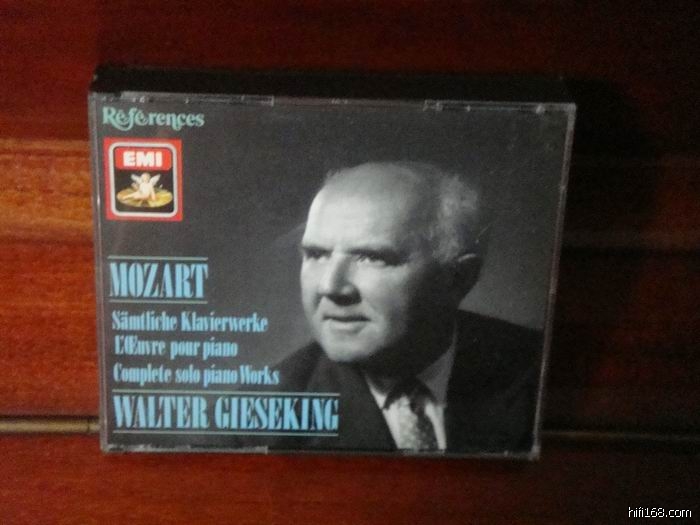 Références
EMI
MOZART
Sämtliche Klavierwerke
L'Œuvre pour piano
Complete solo piano Works
WALTER GIESEKING
hifi168.com